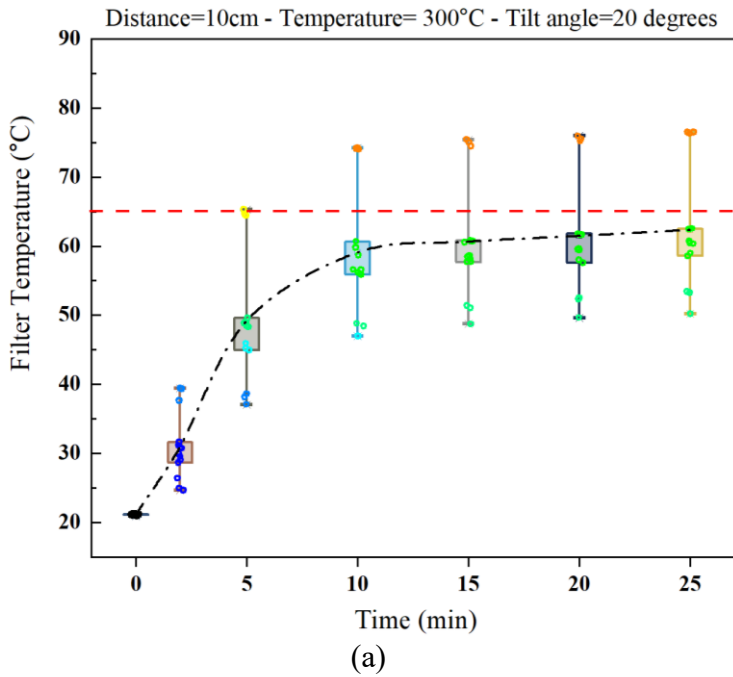 Distance=10cm - Temperature= 300°C - Tilt angle=20 degrees
90
80
70
60
50
40
30
20
Filter Temperature (°C)
0 5 10 15 20 25
Time (min)
(a)